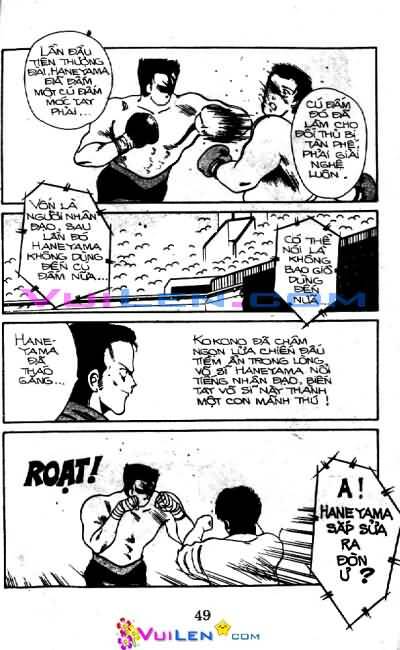 LẦN ĐẦU
TIÊN THƯỢNG
ĐÀI, HANEYAMA
ĐÃ ĐẤM
MỘT CÚ ĐẤM
MÓC TAY
PHẢI...
CÚ ĐẤM
ĐÓ ĐÃ
LÀM CHO
ĐỐI THỦ BỊ
TÀN PHẾ,
PHẢI GIẢI
NGHỆ
LUÔN.
VỐN LÀ
NGƯỜI NHÂN
ĐẠO, SAU
LẦN ĐÓ
HANEYAMA
KHÔNG DÙNG
ĐẾN CÚ
ĐẤM NỮA.
CÓ THỂ
NÓI LÀ
KHÔNG
BAO GIỜ
DÙNG
ĐẾN
NỮA
VUILEN.COM
HANE-
YAMA
ĐÃ
THÁO
GĂNG...
KOKONO ĐÃ CHÂM
NGỌN LỬA CHIẾN ĐẤU
TIỀM ẨN TRONG LÒNG
VÕ SĨ HANEYAMA NỔI
TIẾNG NHÂN ĐẠO, BIẾN
TAY VÕ SĨ NÀY THÀNH
MỘT CON MÃNH THÚ!
ROẠT!
A!
HANEYAMA
SẮP SỬA
RA
ĐÒN
Ư?
49
VUILEN.COM